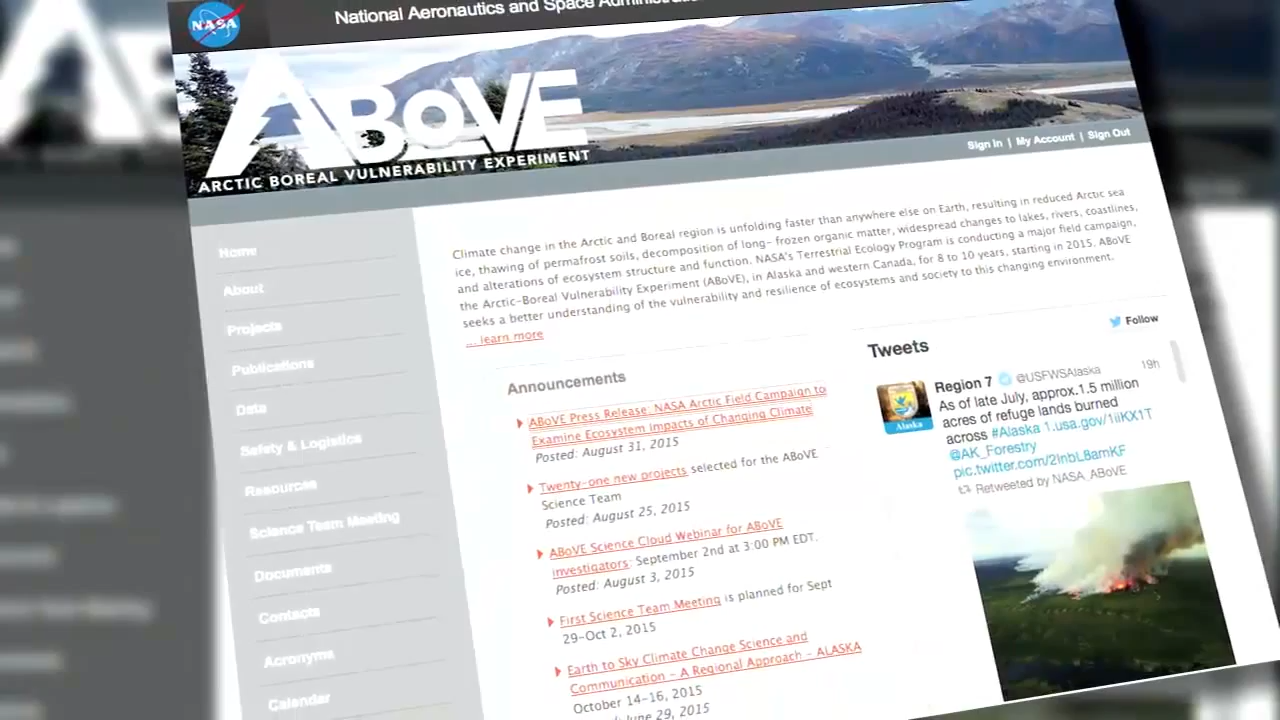 NASA
National Aeronautics and Space
ABoVE
ARCTIC BOREAL VULNERABILITY EXPERIMENT
Sign In | My Account | Sign Out
Home
About
Projects
Publications
Data
Safety & Logistics
Resources
Science Team Meeting
Documents
Contacts
Acronyms
Calendar
Climate change in the Arctic and Boreal region is unfolding faster than anywhere else on Earth, resulting in reduced Arctic sea
ice, thawing of permafrost soils, decomposition of long- frozen organic matter, widespread changes to lakes, rivers, coastlines,
and alterations of ecosystem structure and function. NASA's Terrestrial Ecology Program is conducting a major field campaign,
the Arctic-Boreal Vulnerability Experiment (ABoVE), in Alaska and western Canada, for 8 to 10 years, starting in 2015. ABoVE
seeks a better understanding of the vulnerability and resilience of ecosystems and society to this changing environment.
... learn more
Announcements
ABoVE Press Release: NASA Arctic Field Campaign to
Examine Ecosystem Impacts of Changing Climate
Posted: August 31, 2015
Twenty-one new projects selected for the ABoVE
Science Team
Posted: August 25, 2015
ABoVE Science Cloud Webinar for ABoVE
investigators: September 2nd at 3:00 PM EDT.
Posted: August 3, 2015
First Science Team Meeting is planned for Sept
29-Oct 2, 2015
Earth to Sky Climate Change Science and
Communication - A Regional Approach - ALASKA
October 14-16, 2015
June 29, 2015
Follow
Tweets
Region 7 @USFWSAlaska 19h
As of late July, approx.1.5 million
acres of refuge lands burned
across #Alaska 1.usa.gov/1iiKX1T
@AK_Forestry
pic.twitter.com/2InbL8amKF
Retweeted by NASA_ABoVE
Alaska